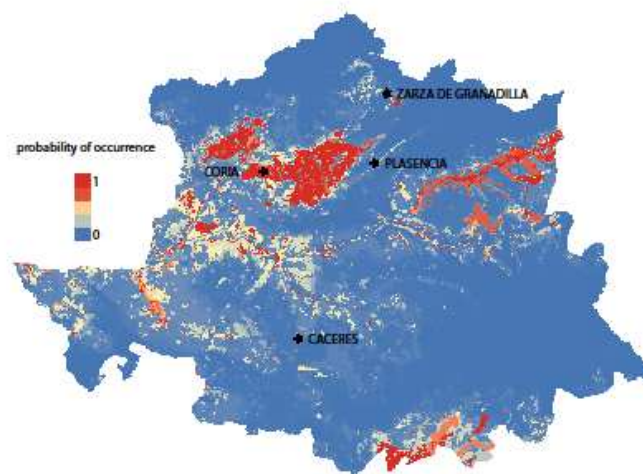 ZARZA DE GRANADILLA
probability of occurrence
PLASENCIA
CORIA
1
0
CACERES